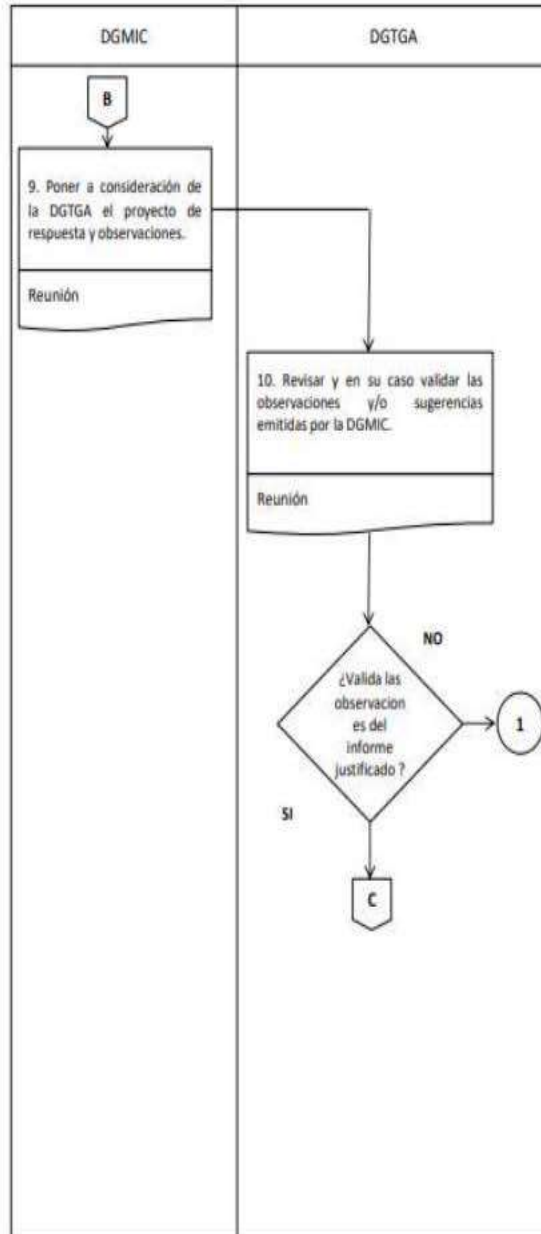 DGMIC
DGTGA
B
9. Poner a consideración de
la DGTGA el proyecto de
respuesta y observaciones.
Reunión
10. Revisar y en su caso validar las
observaciones y/o sugerencias
emitidas por la DGMIC.
Reunión
NO
¿Valida las
observacion
es del
informe
justificado ?
1
SI
C